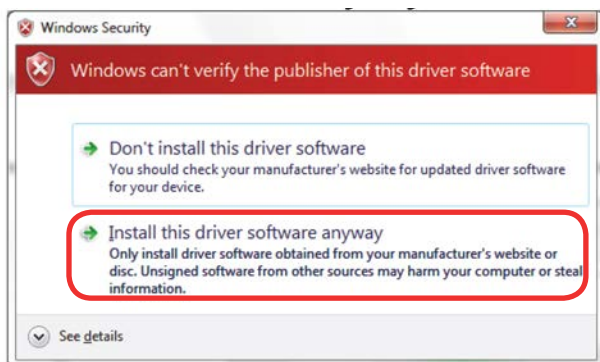 Windows Security
Windows can't verify the publisher of this driver software
Don't install this driver software
You should check your manufacturer's website for updated driver software
for your device.
Install this driver software anyway
Only install driver software obtained from your manufacturer's website or
disc. Unsigned software from other sources may harm your computer or steal
information.
See details